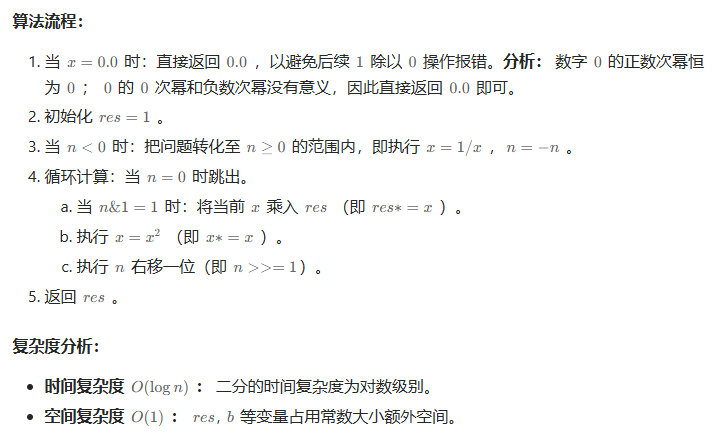 算法流程：
1. 当 x = 0.0 时：直接返回 0.0 ，以避免后续 1 除以 0 操作报错。分析： 数字 0 的正数次幂恒
为 0 ； 0 的 0 次幂和负数次幂没有意义，因此直接返回 0.0 即可。
2. 初始化 res = 1 。
3. 当 n < 0 时：把问题转化至 n ≥ 0 的范围内，即执行 x = 1/x ，n = −n 。
4. 循环计算：当 n = 0 时跳出。
a. 当 n&1 = 1 时：将当前 x 乘入 res （即 res∗ = x ）。
b. 执行 x = x² （即 x∗ = x ）。
c. 执行 n 右移一位（即 n >>= 1）。
5. 返回 res 。
复杂度分析：
• 时间复杂度 O(log n) ： 二分的时间复杂度为对数级别。
• 空间复杂度 O(1) ： res, b 等变量占用常数大小额外空间。